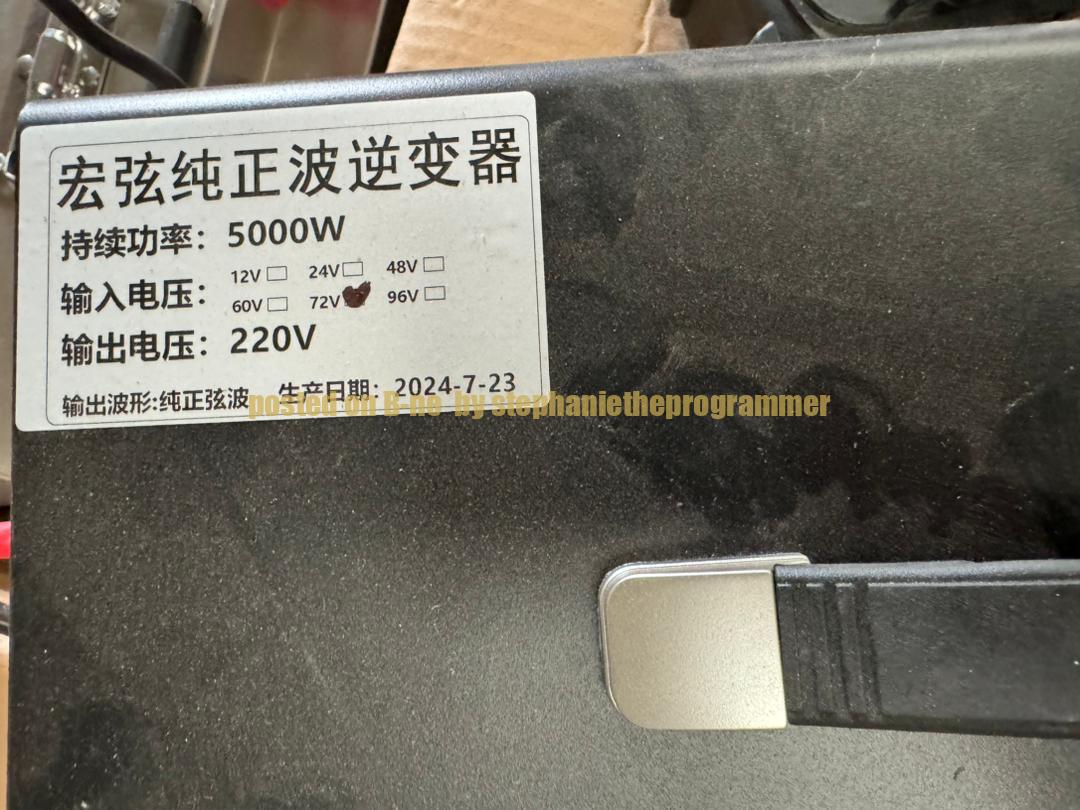 宏弦纯正波逆变器
持续功率：5000W
输入电压：
12V□ 24V□ 48V□
60V□ 72V 96V□
输出电压：220V
输出波形:纯正弦波 生产日期：2024-7-23
posted on B-ng by stephanietheprogrammer